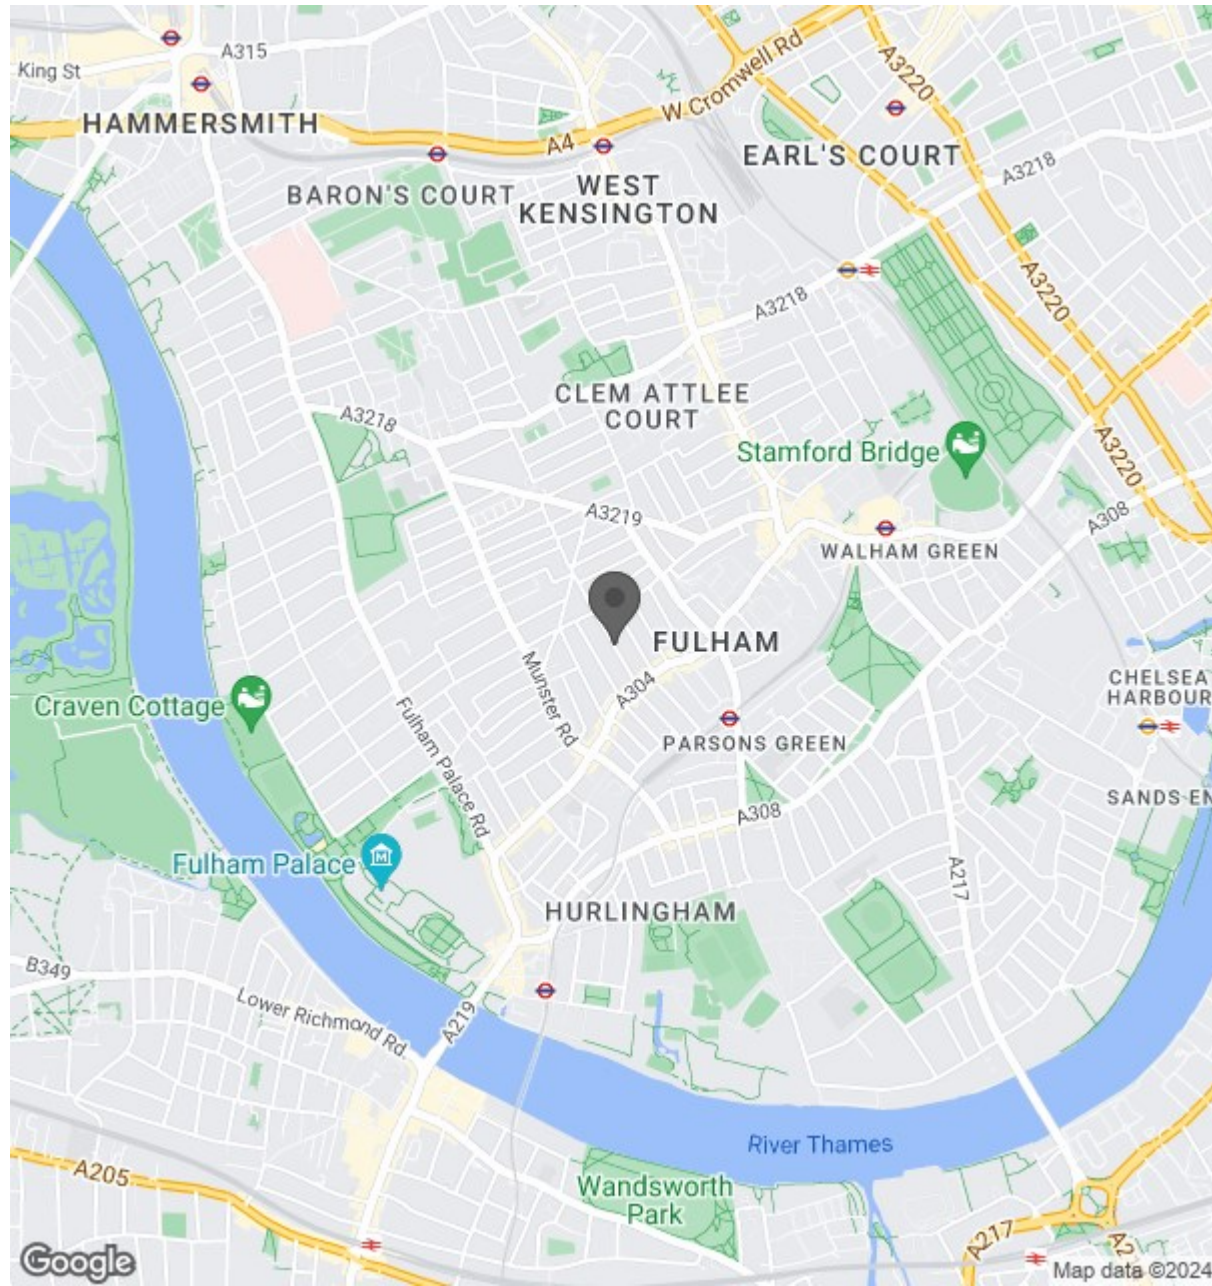 A315
King St
W Cromwell Rd
A3220
HAMMERSMITH
A4
EARL'S COURT
A3218
BARON'S COURT
WEST
KENSINGTON
A3220
A3218
CLEM ATTLEE
COURT
A3218
Stamford Bridge
A3220
A3219
A308
WALHAM GREEN
FULHAM
Munster Rd
A304
CHELSEA
HARBOUR
Craven Cottage
Fulham Palace Rd
PARSONS GREEN
SANDS EN
A308
Fulham Palace
M
A217
HURLINGHAM
B349
Lower Richmond Rd.
A219
River Thames
A205
Wandsworth
Park
A217
A21
Google
Map data ©2024